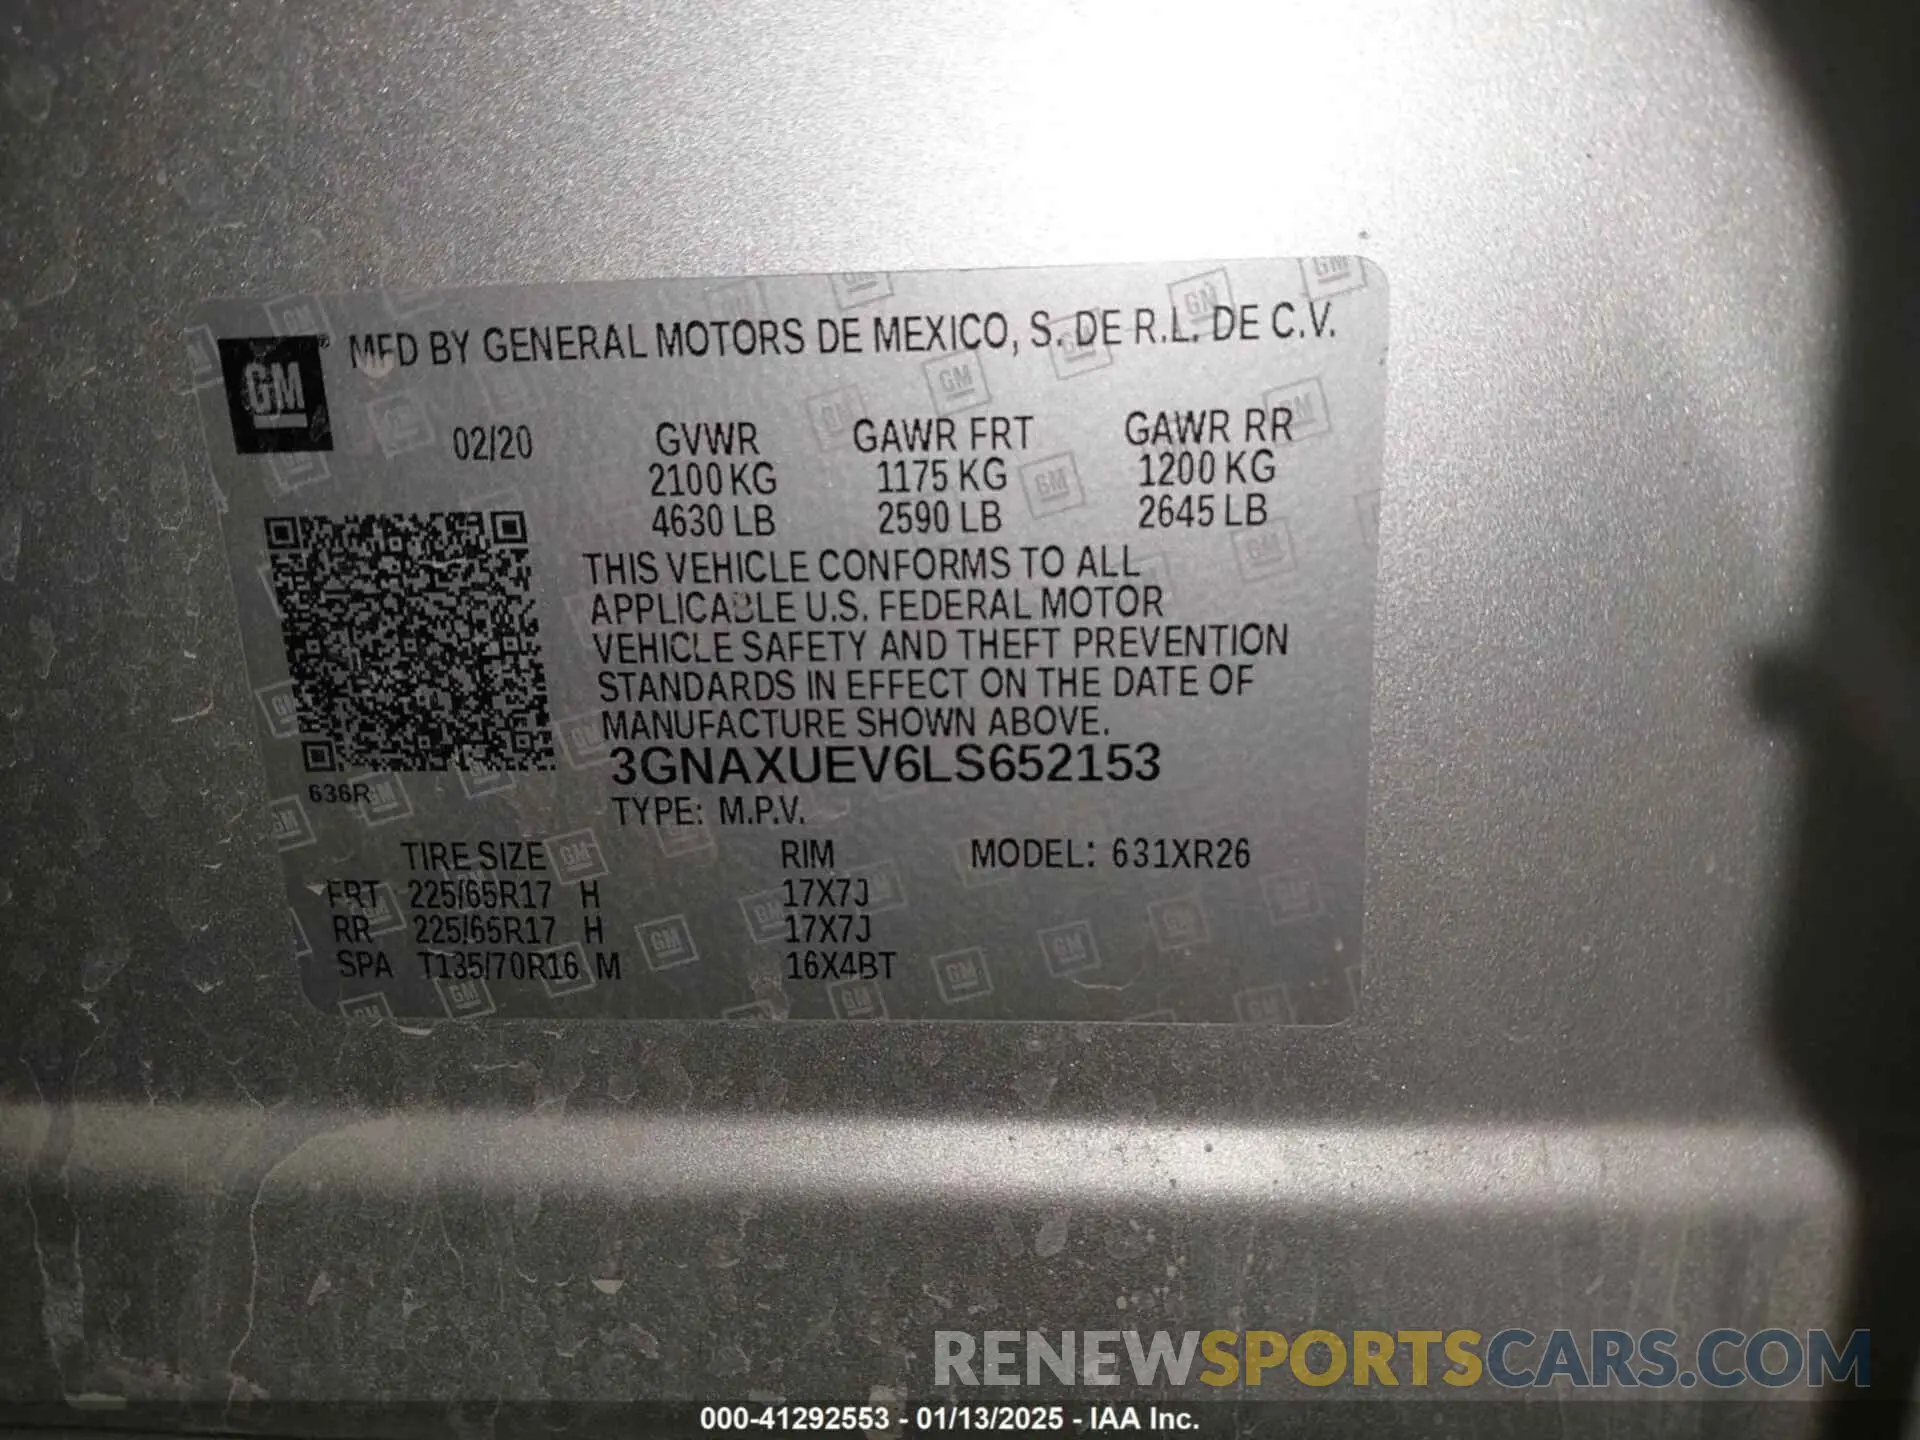 GM
MFD BY GENERAL MOTORS DE MEXICO, S. DE R.L. DE C.V.
02/20 GVWR GAWR FRT GAWR RR
2100 KG 1175 KG 1200 KG
4630 LB 2590 LB 2645 LB
THIS VEHICLE CONFORMS TO ALL
APPLICABLE U.S. FEDERAL MOTOR
VEHICLE SAFETY AND THEFT PREVENTION
STANDARDS IN EFFECT ON THE DATE OF
MANUFACTURE SHOWN ABOVE.
3GNAXUEV6LS652153
636R
TYPE: M.P.V.
TIRE SIZE RIM MODEL: 631XR26
FRT 225/65R17 H 17X7J
RR 225/65R17 H 17X7J
SPA T135/70R16 M 16X4BT
RENEWSPORTSCARS.COM
000-41292553 - 01/13/2025 - IAA Inc.